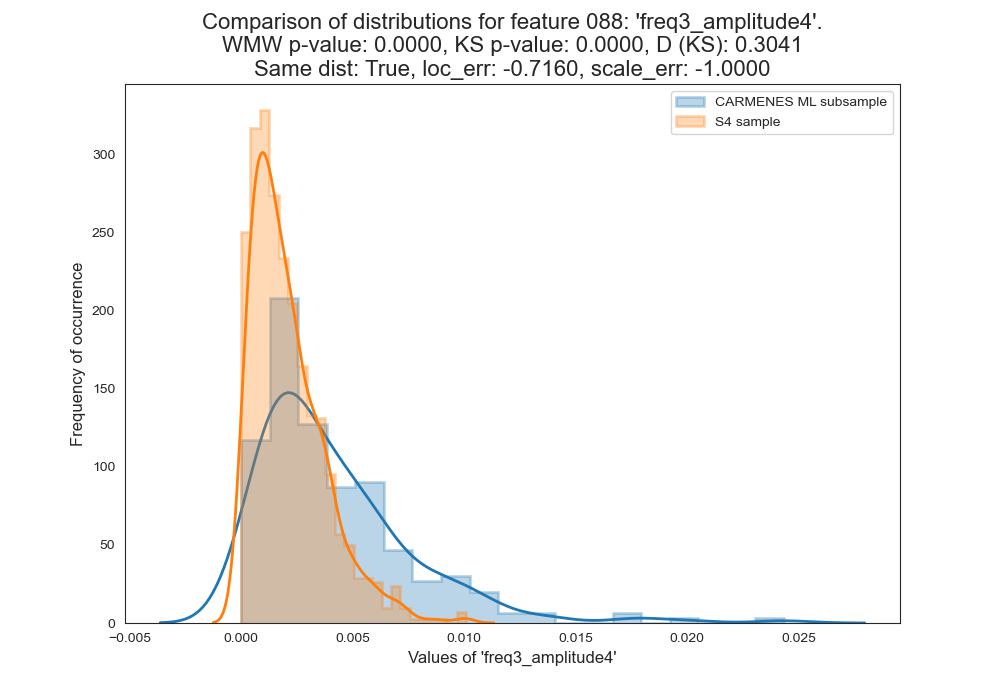 Comparison of distributions for feature 088: 'freq3_amplitude4'.
WMW p-value: 0.0000, KS p-value: 0.0000, D (KS): 0.3041
Same dist: True, loc_err: -0.7160, scale_err: -1.0000
CARMENES ML subsample
S4 sample
Frequency of occurrence
300
250
200
150
100
50
0
−0.005 0.000 0.005 0.010 0.015 0.020 0.025
Values of 'freq3_amplitude4'